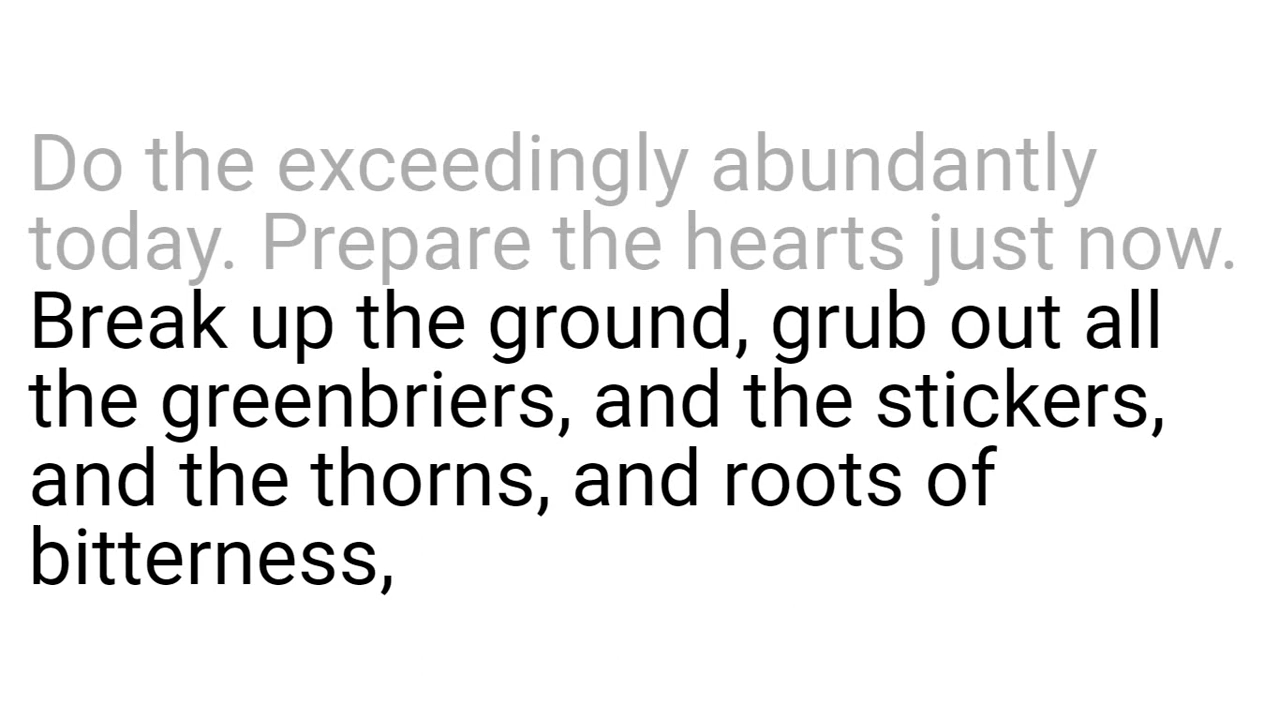 Do the exceedingly abundantly
today. Prepare the hearts just now.
Break up the ground, grub out all
the greenbriers, and the stickers,
and the thorns, and roots of
bitterness,